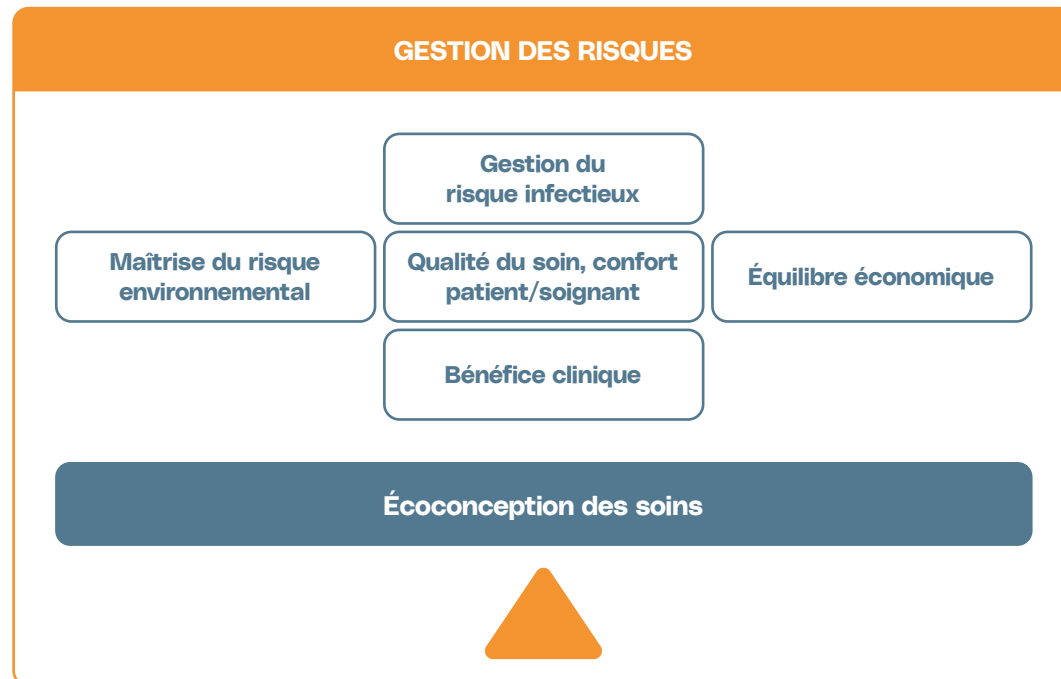 GESTION DES RISQUES
Gestion du
risque infectieux
Maîtrise du risque
environnemental
Qualité du soin, confort
patient/soignant
Équilibre économique
Bénéfice clinique
Écoconception des soins